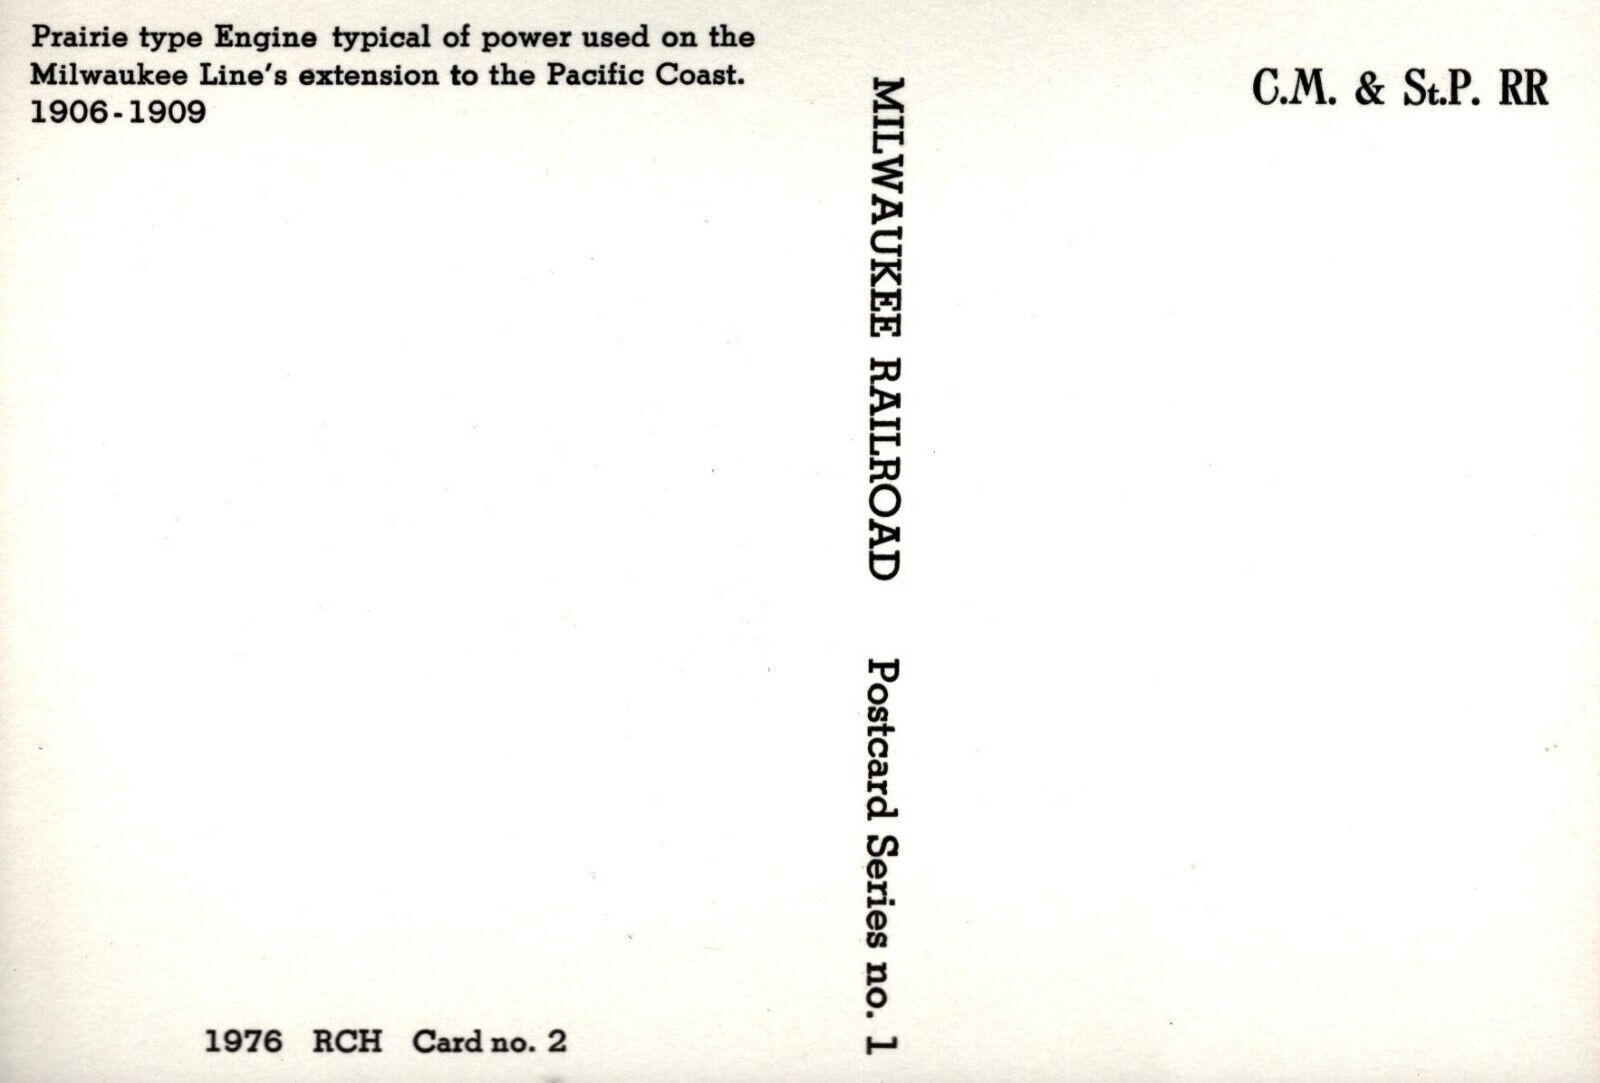 Prairie type Engine typical of power used on the
Milwaukee Line's extension to the Pacific Coast.
1906-1909
C.M. & St.P. RR
MILWAUKEE RAILROAD Postcard Series no. 1
1976 RCH Card no. 2